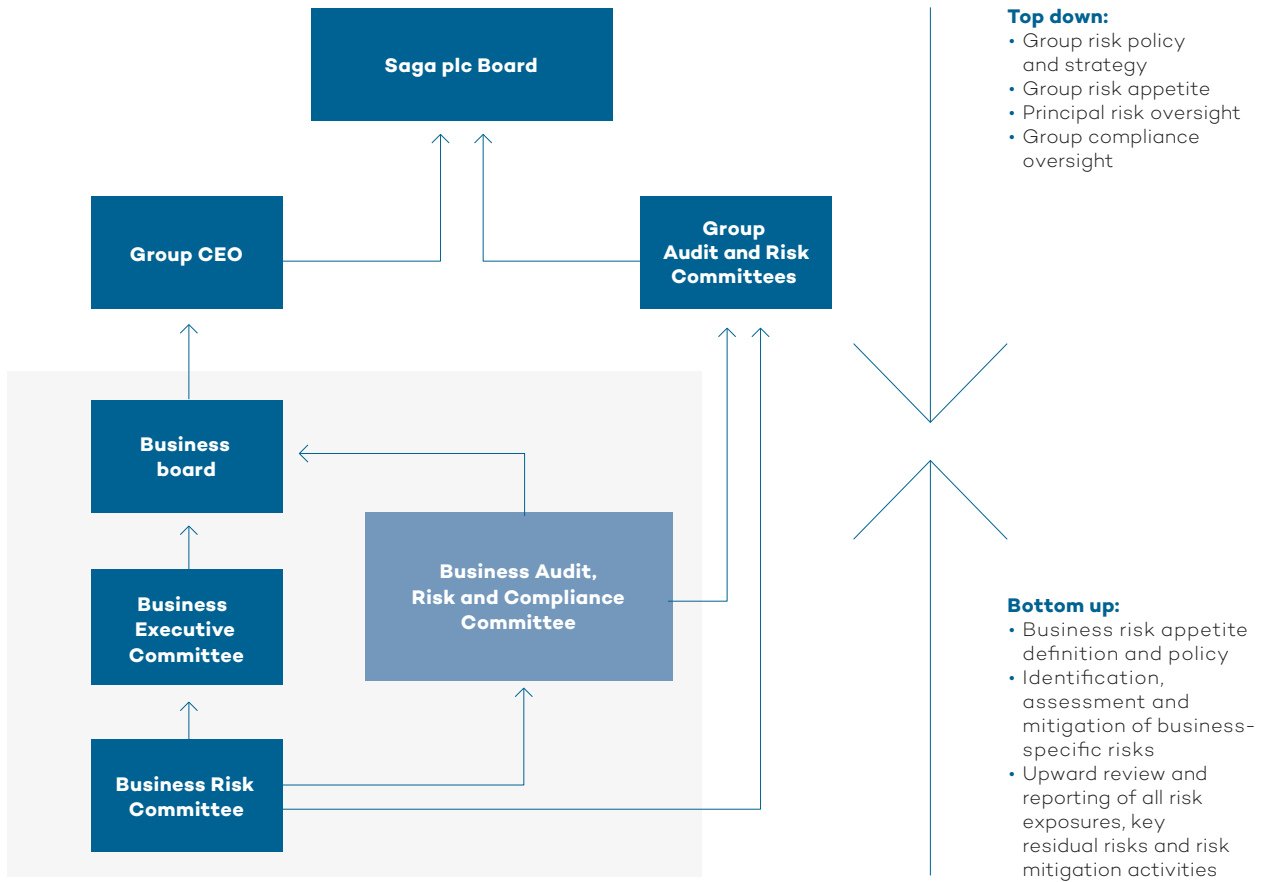 Saga plc Board
Group CEO
Group
Audit and Risk
Committees
Business
board
Business Audit,
Risk and Compliance
Committee
Business
Executive
Committee
Business Risk
Committee
Top down:
• Group risk policy
and strategy
• Group risk appetite
• Principal risk oversight
• Group compliance
oversight
Bottom up:
• Business risk appetite
definition and policy
• Identification,
assessment and
mitigation of business-
specific risks
• Upward review and
reporting of all risk
exposures, key
residual risks and risk
mitigation activities